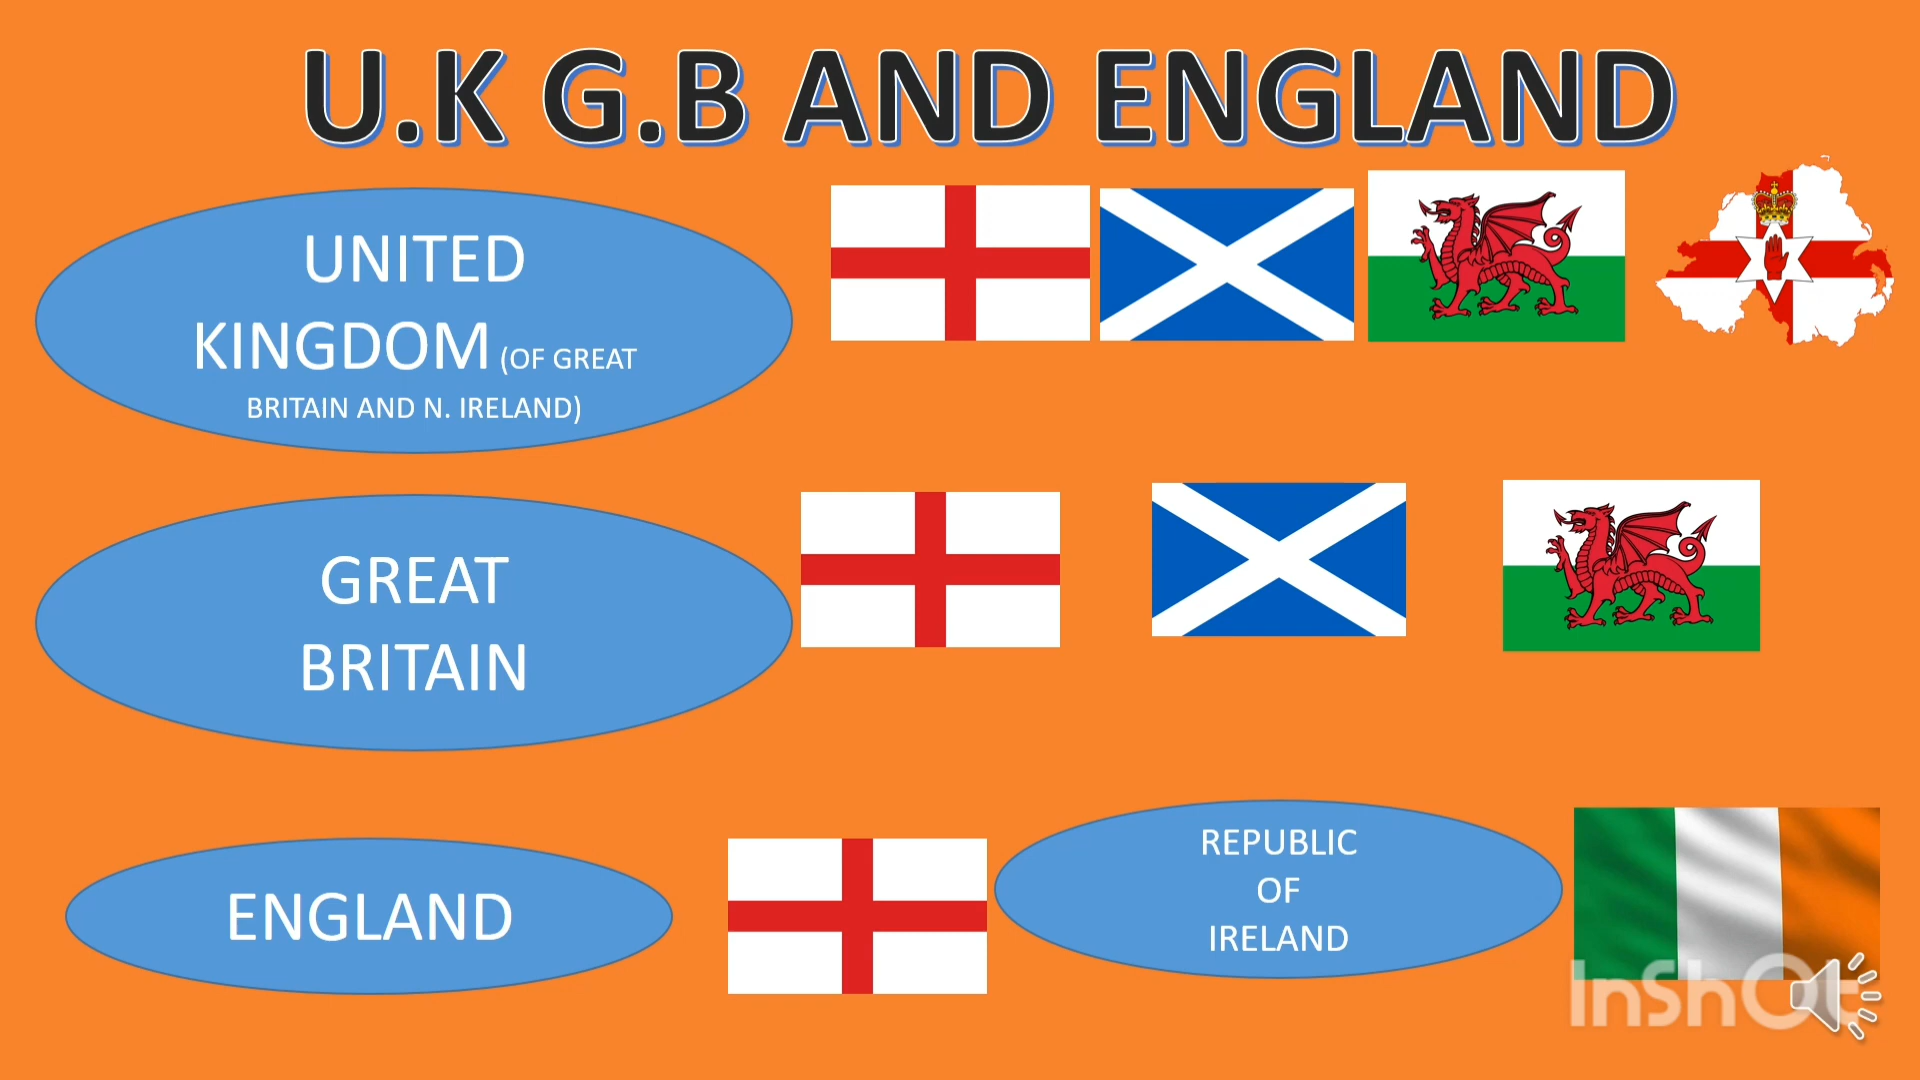 U.K G.B AND ENGLAND
UNITED
KINGDOM (OF GREAT
BRITAIN AND N. IRELAND)
GREAT
BRITAIN
ENGLAND
REPUBLIC
OF
IRELAND
InShOt